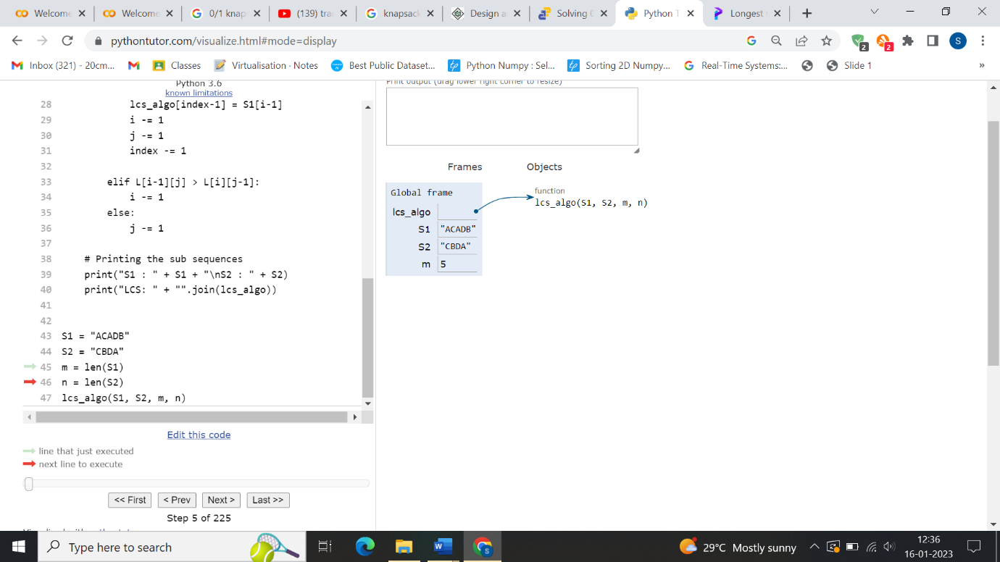 Welcome
Welcome
0/1 knap
(139) tra
knapsack
Design a
Solving
Python T
Longest
pythontutor.com/visualize.html#mode=display
2
2
S
Inbox (321) - 20cm...
Classes
Virtualisation · Notes
Best Public Dataset...
Python Numpy : Sel...
Sorting 2D Numpy...
Real-Time Systems:...
Slide 1
»
Python 3.6
known limitations
28 lcs_algo[index-1] = S1[i-1]
29 i -= 1
30 j -= 1
31 index -= 1
32
33 elif L[i-1][j] > L[i][j-1]:
34 i -= 1
35 else:
36 j -= 1
37
38 # Printing the sub sequences
39 print("S1 : " + S1 + "\nS2 : " + S2)
40 print("LCS: " + "".join(lcs_algo))
41
42
43 S1 = "ACADB"
44 S2 = "CBDA"
45 m = len(S1)
46 n = len(S2)
47 lcs_algo(S1, S2, m, n)
Edit this code
line that just executed
next line to execute
<< First
< Prev
Next >
Last >>
Step 5 of 225
Print output (drag lower right corner to resize)
Frames
Objects
Global frame
lcs_algo
S1 "ACADB"
S2 "CBDA"
m 5
function
lcs_algo(S1, S2, m, n)
Type here to search
29°C Mostly sunny
12:36
16-01-2023